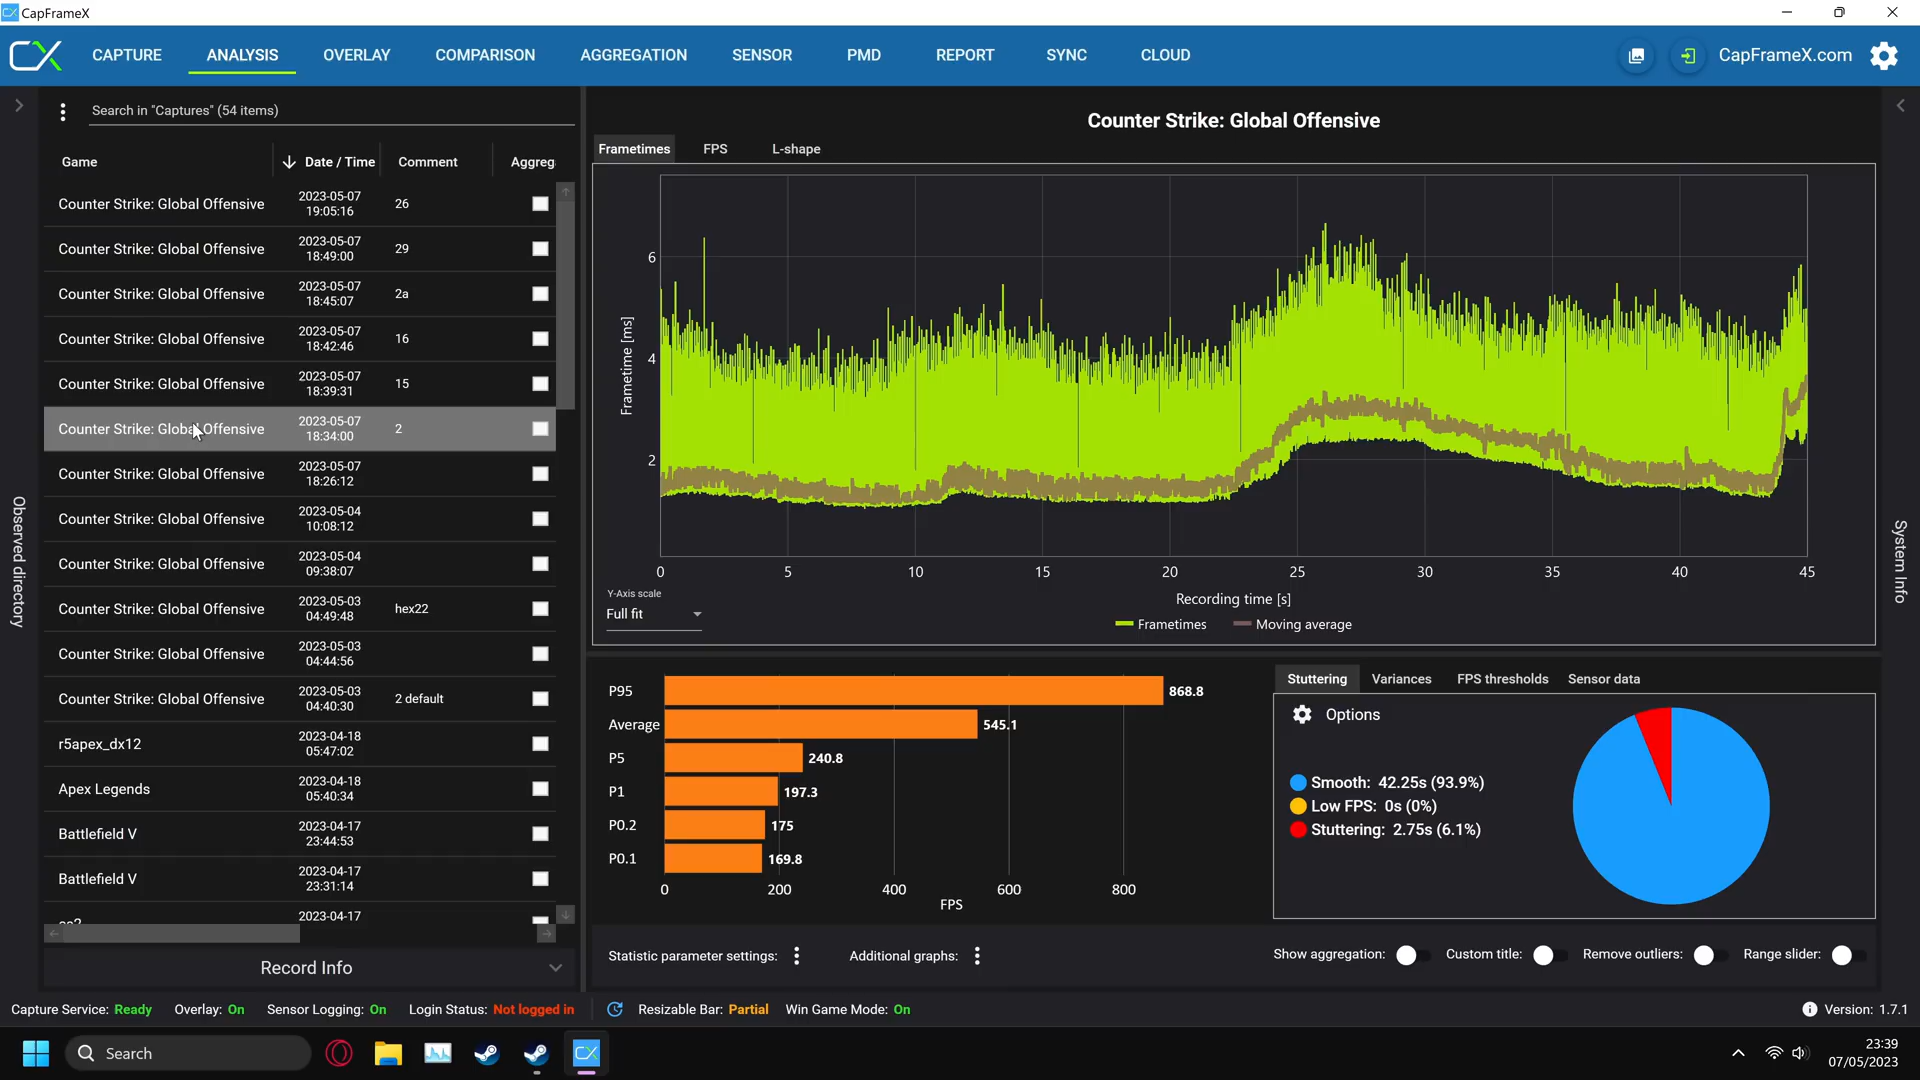 CapFrameX
CAPTURE
ANALYSIS
OVERLAY
COMPARISON
AGGREGATION
SENSOR
PMD
REPORT
SYNC
CLOUD
CapFrameX.com
Search in "Captures" (54 items)
Game
Date / Time
Comment
Aggreg
Counter Strike: Global Offensive
2023-05-07
19:05:16
26
Counter Strike: Global Offensive
2023-05-07
18:49:00
29
Counter Strike: Global Offensive
2023-05-07
18:45:07
2a
Counter Strike: Global Offensive
2023-05-07
18:42:46
16
Counter Strike: Global Offensive
2023-05-07
18:39:31
15
Counter Strike: Global Offensive
2023-05-07
18:34:00
2
Counter Strike: Global Offensive
2023-05-07
18:26:12
Counter Strike: Global Offensive
2023-05-04
10:08:12
Counter Strike: Global Offensive
2023-05-04
09:38:07
Counter Strike: Global Offensive
2023-05-03
04:49:48
hex22
Counter Strike: Global Offensive
2023-05-03
04:44:56
Counter Strike: Global Offensive
2023-05-03
04:40:30
2 default
r5apex_dx12
2023-04-18
05:47:02
Apex Legends
2023-04-18
05:40:34
Battlefield V
2023-04-17
23:44:53
Battlefield V
2023-04-17
23:31:14
2023-04-17
Record Info
Observed directory
Counter Strike: Global Offensive
Frametimes
FPS
L-shape
Frametime [ms]
6
4
2
0
5
10
15
20
25
30
35
40
45
Recording time [s]
Y-Axis scale
Full fit
Frametimes
Moving average
System Info
P95
868.8
Average
545.1
P5
240.8
P1
197.3
P0.2
175
P0.1
169.8
0
200
400
600
800
FPS
Stuttering
Variances
FPS thresholds
Sensor data
Options
Smooth: 42.25s (93.9%)
Low FPS: 0s (0%)
Stuttering: 2.75s (6.1%)
Statistic parameter settings:
Additional graphs:
Show aggregation:
Custom title:
Remove outliers:
Range slider:
Capture Service: Ready
Overlay: On
Sensor Logging: On
Login Status: Not logged in
Resizable Bar: Partial
Win Game Mode: On
Version: 1.7.1
Search
23:39
07/05/2023